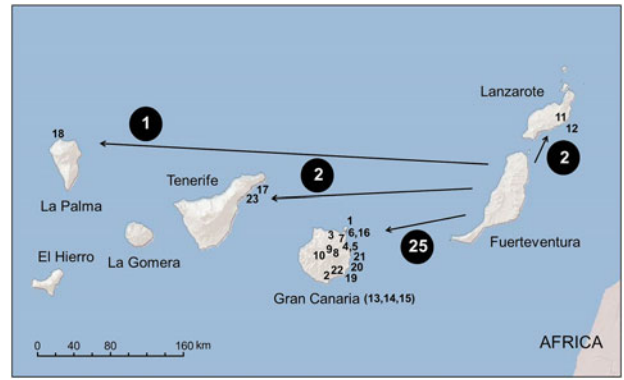 Lanzarote
11
12
18
1
2
2
Tenerife
17
23
La Palma
1
6,16
3
7
4,5
25
Fuerteventura
9
8
10
21
El Hierro
La Gomera
20
2
22
19
Gran Canaria (13,14,15)
0 40 80 120 160 km
AFRICA